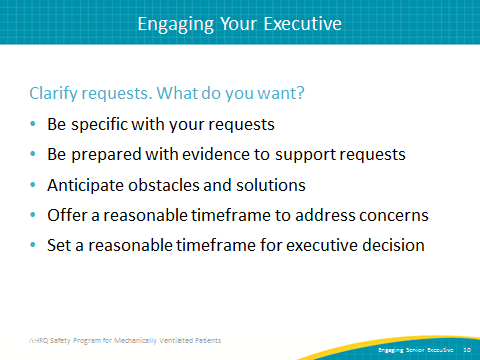 Engaging Your Executive
Clarify requests. What do you want?
• Be specific with your requests
• Be prepared with evidence to support requests
• Anticipate obstacles and solutions
• Offer a reasonable timeframe to address concerns
• Set a reasonable timeframe for executive decision
AHRQ Safety Program for Mechanically Ventilated Patients
Engaging Senior Executive 10